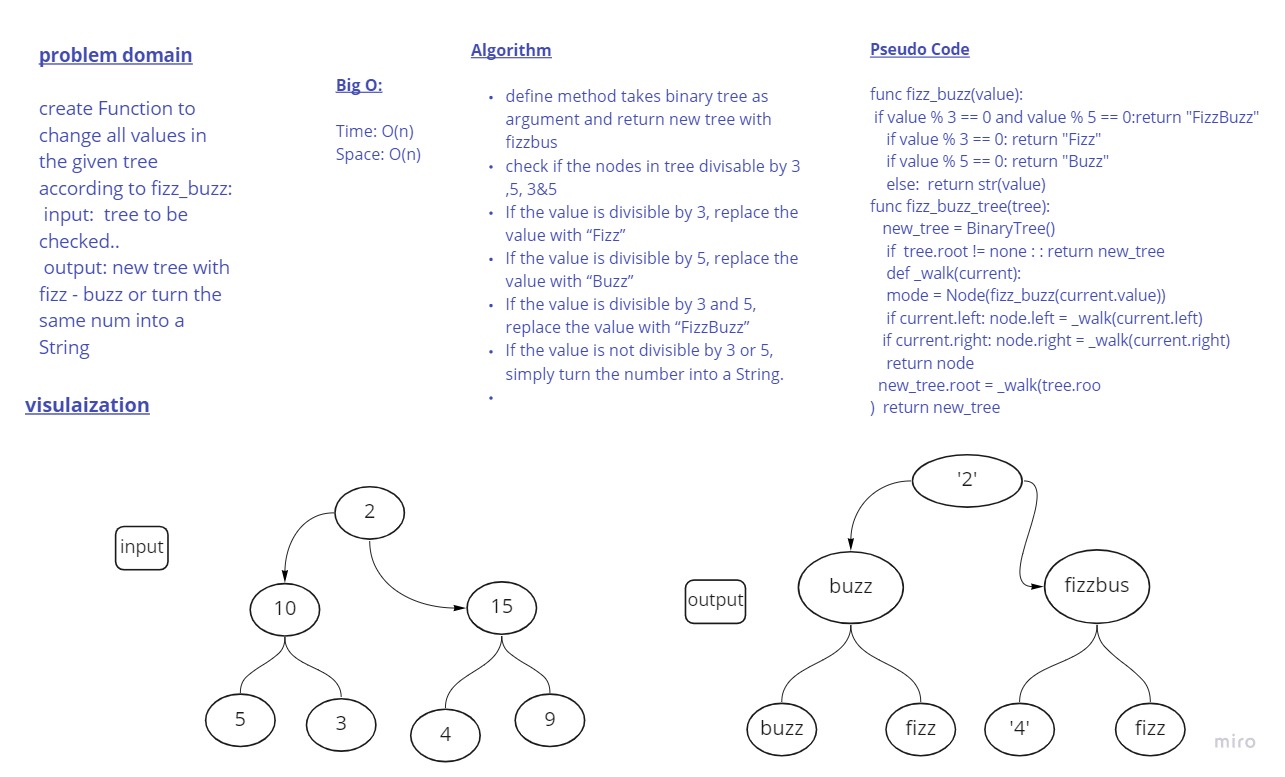 problem domain
create Function to
change all values in
the given tree
according to fizz_buzz:
input:  tree to be
checked..
output: new tree with
fizz - buzz or turn the
same num into a
String
Big O:
Time: O(n)
Space: O(n)
Algorithm
• define method takes binary tree as
argument and return new tree with
fizzbus
• check if the nodes in tree divisable by 3
,5, 3&5
• If the value is divisible by 3, replace the
value with “Fizz”
• If the value is divisible by 5, replace the
value with “Buzz”
• If the value is divisible by 3 and 5,
replace the value with “FizzBuzz”
• If the value is not divisible by 3 or 5,
simply turn the number into a String.
•
Pseudo Code
func fizz_buzz(value):
if value % 3 == 0 and value % 5 == 0:return "FizzBuzz"
if value % 3 == 0: return "Fizz"
if value % 5 == 0: return "Buzz"
else:  return str(value)
func fizz_buzz_tree(tree):
new_tree = BinaryTree()
if  tree.root != none : : return new_tree
def _walk(current):
mode = Node(fizz_buzz(current.value))
if current.left: node.left = _walk(current.left)
if current.right: node.right = _walk(current.right)
return node
new_tree.root = _walk(tree.roo
)  return new_tree
visulaization
input
2
10
15
5
3
4
9
output
'2'
buzz
fizzbus
buzz
fizz
'4'
fizz
miro